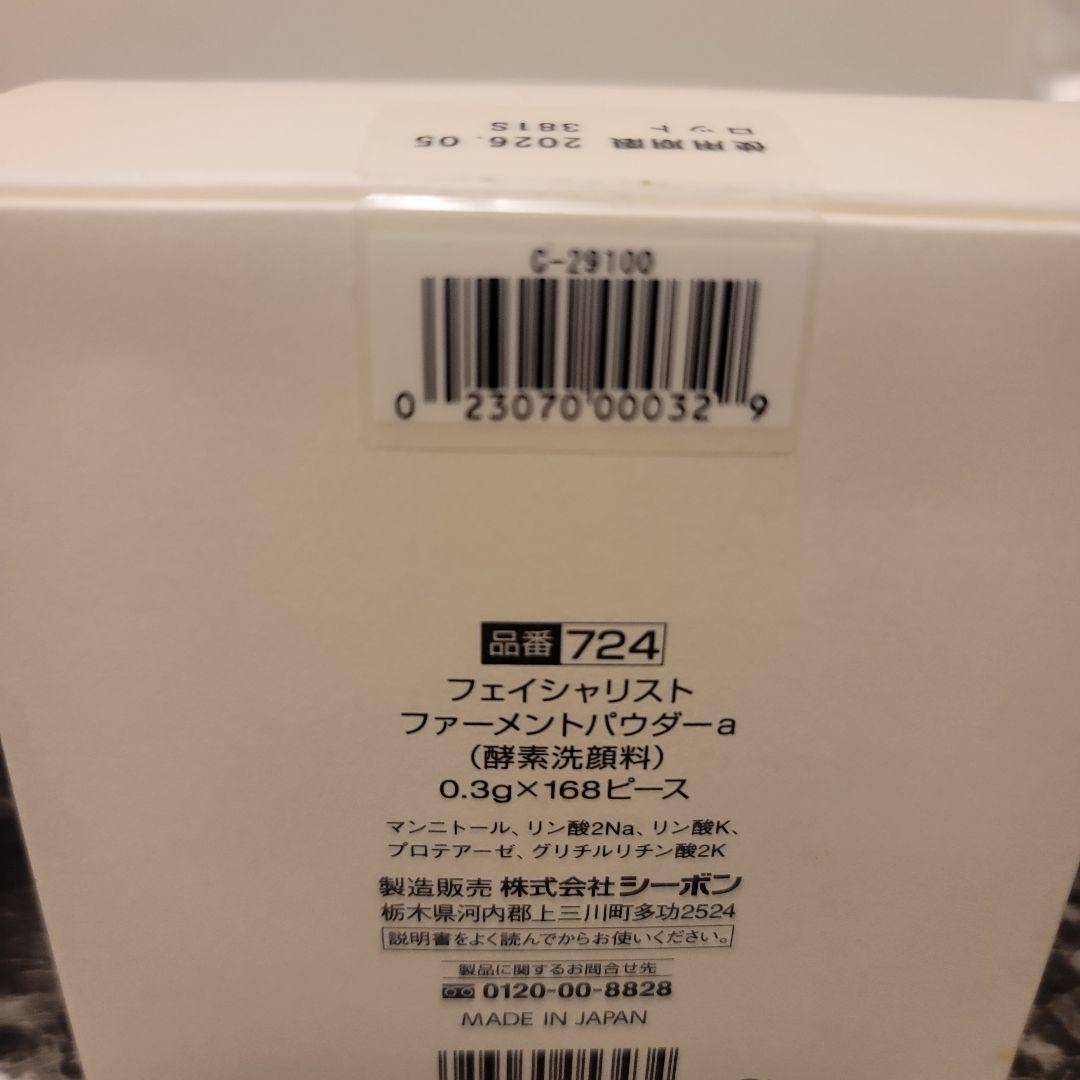 使用期限 2026.05
ロット 381S
C-29100
0 23070 00032 9
品番 724
フェイシャリスト
ファーメントパウダーa
(酵素洗顔料)
0.3g×168ピース
マンニトール、リン酸2Na、リン酸K、
プロテアーゼ、グリチルリチン酸2K
製造販売 株式会社シーボン
栃木県河内郡上三川町多功2524
説明書をよく読んでからお使いください。
製品に関するお問合せ先
0120-00-8828
MADE IN JAPAN